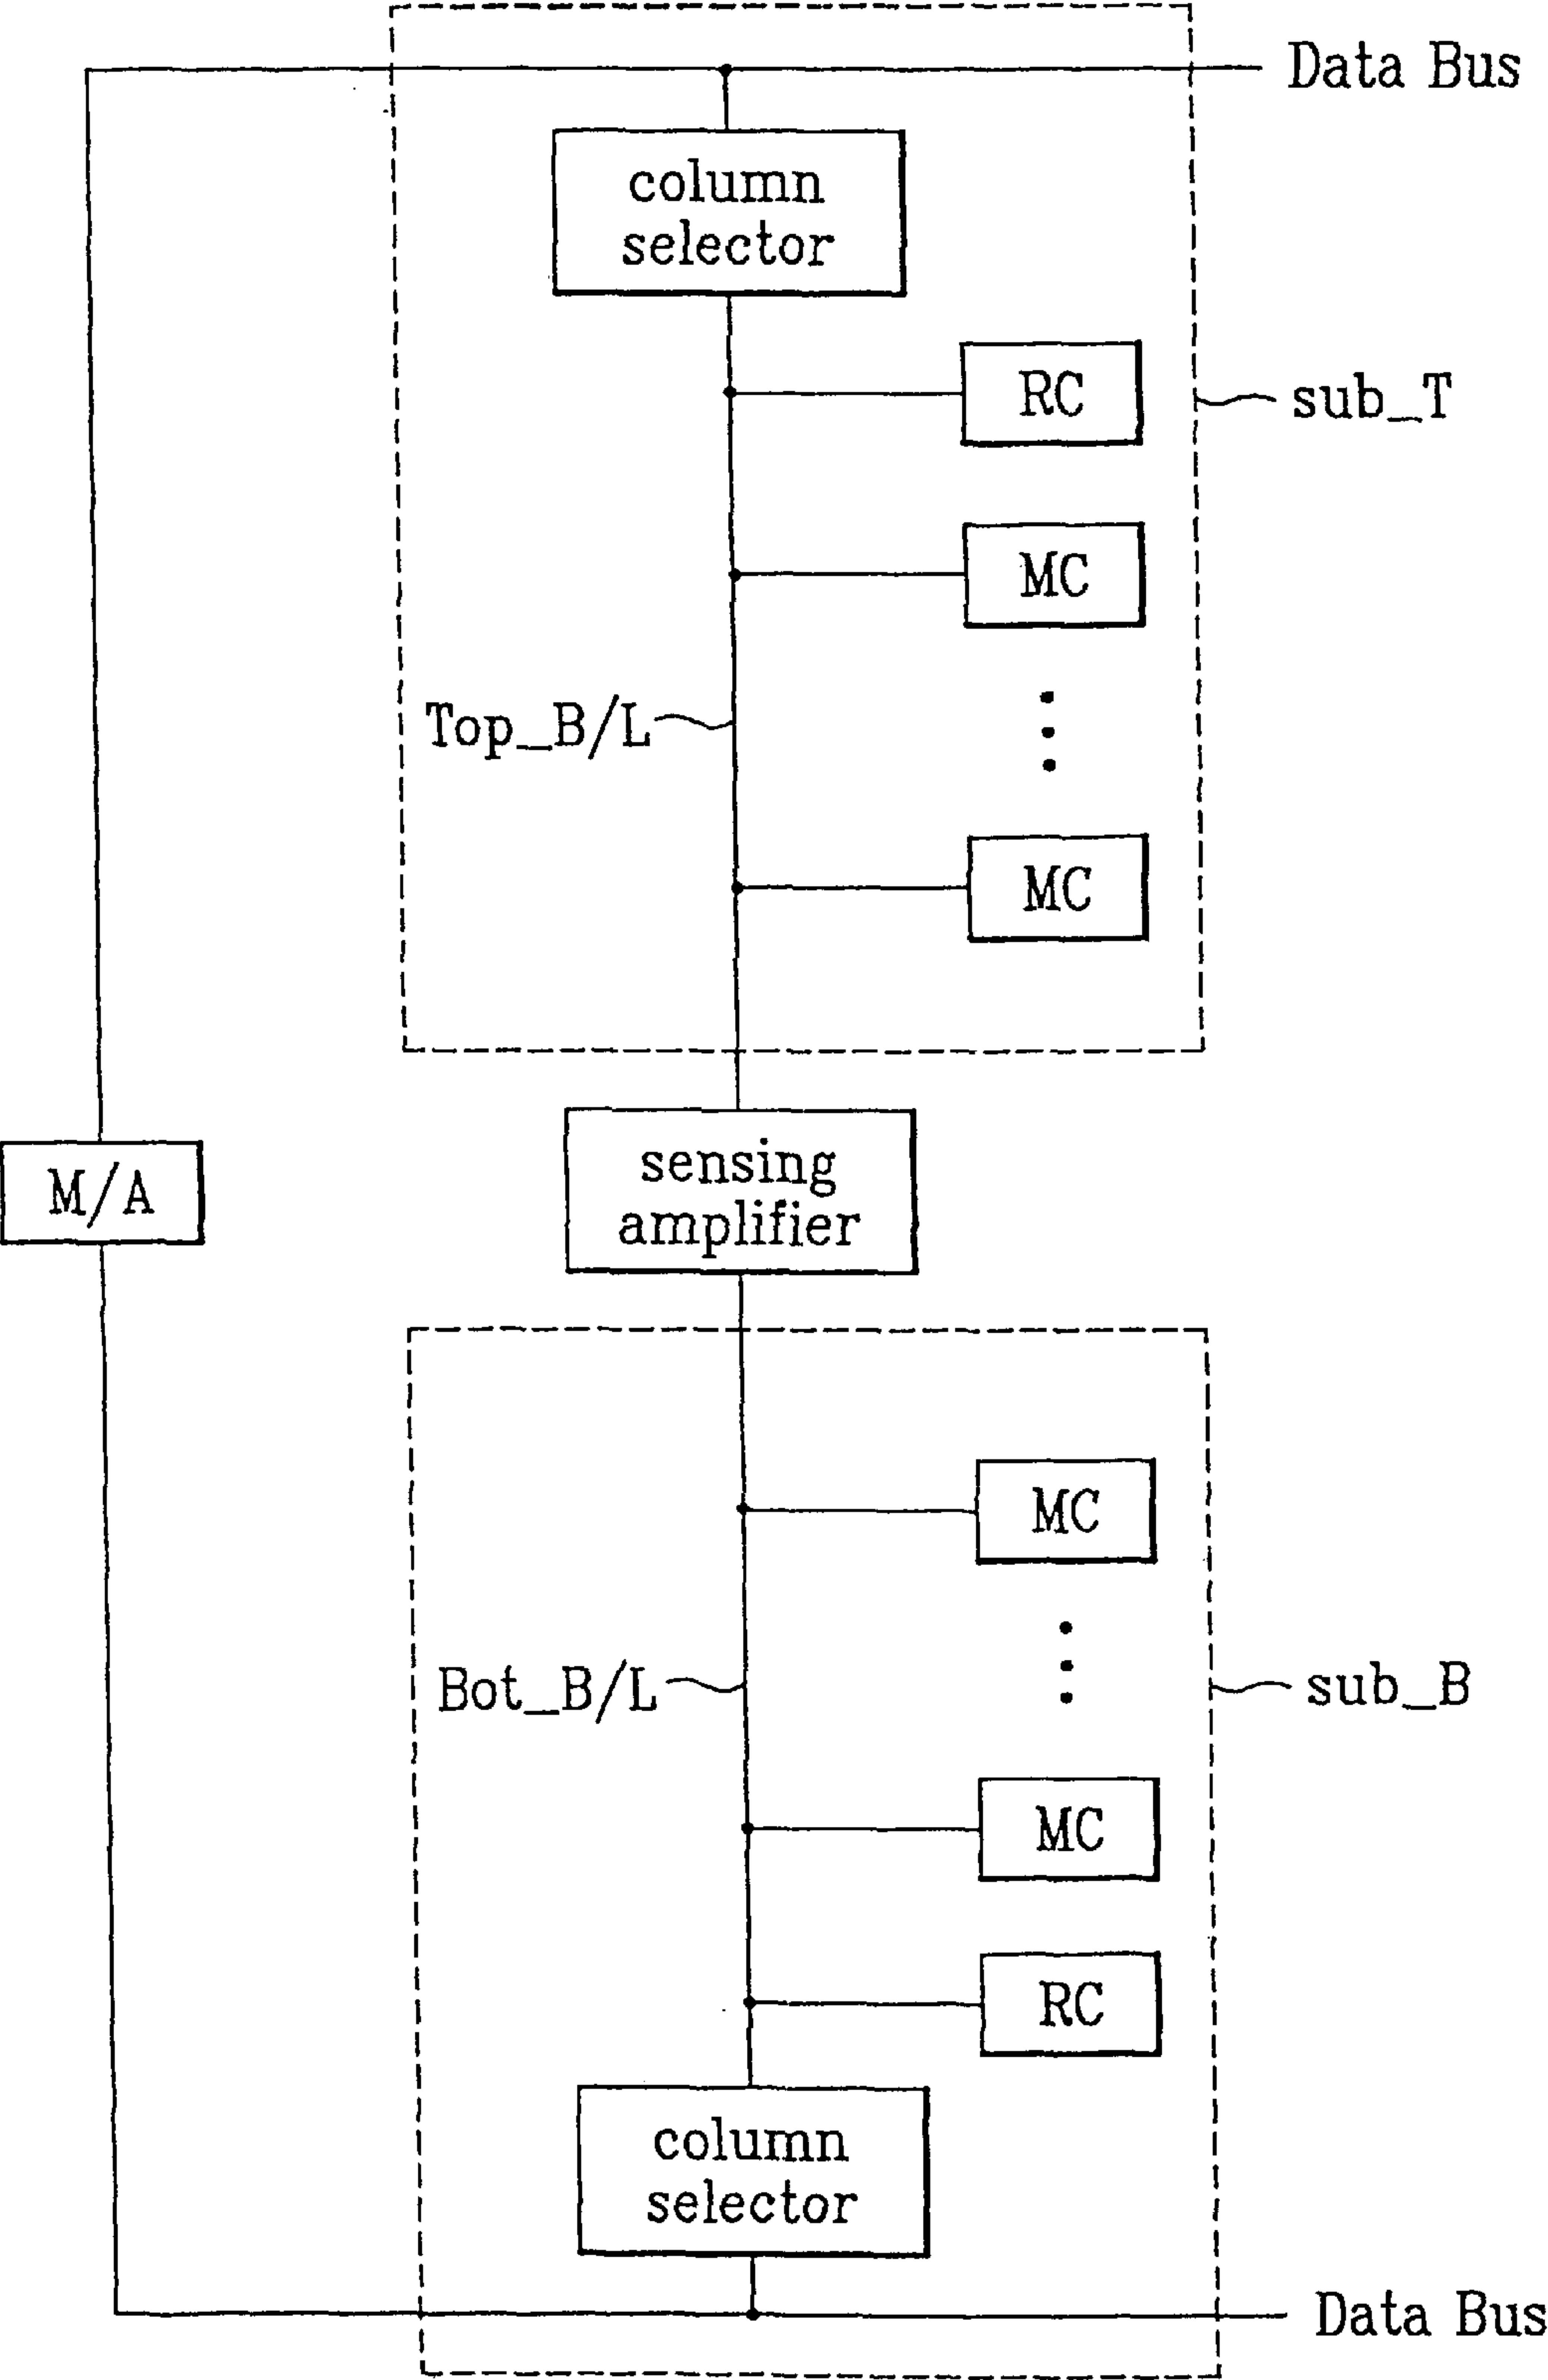 Data Bus
column
selector
RC
sub_T
MC
Top_B/L
MC
sensing
amplifier
M/A
MC
Bot_B/L
sub_B
MC
RC
column
selector
Data Bus